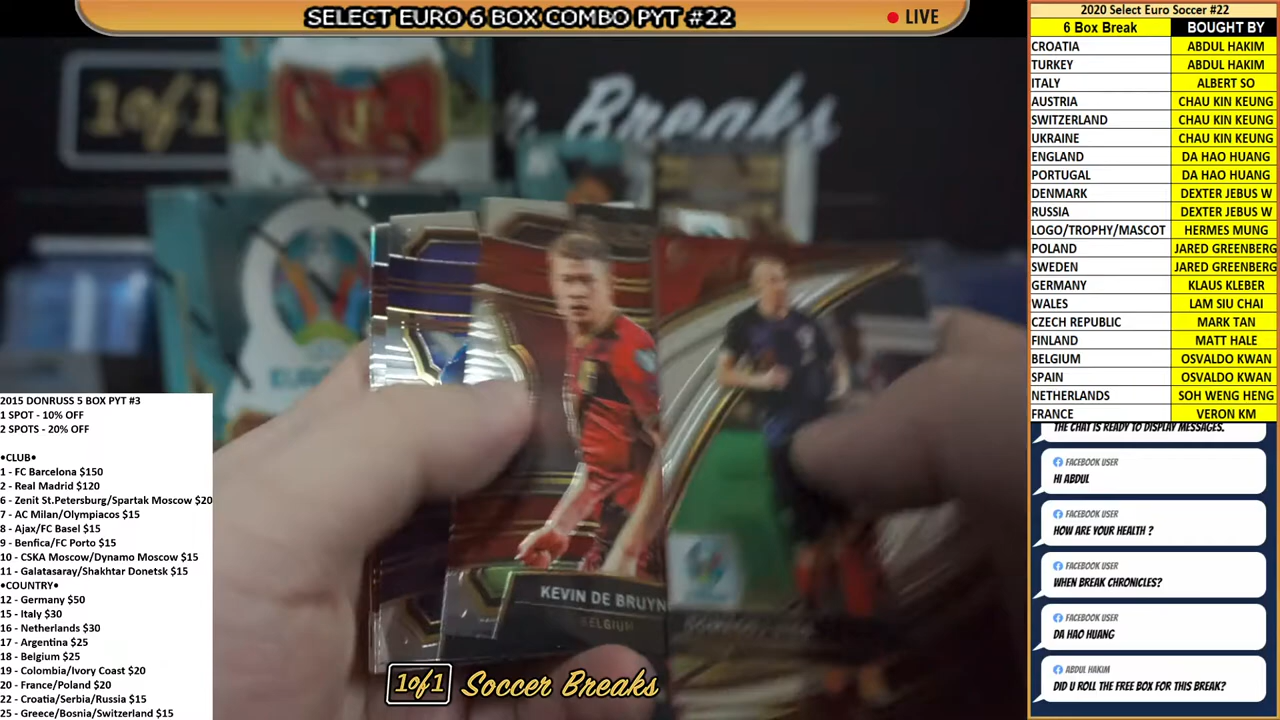 SELECT EURO 6 BOX COMBO PYT #22
LIVE
1of1
Breaks
KEVIN DE BRUYN
BELGIUM
1of1 Soccer Breaks
2015 DONRUSS 5 BOX PYT #3
1 SPOT - 10% OFF
2 SPOTS - 20% OFF
•CLUB•
1 - FC Barcelona $150
2 - Real Madrid $120
6 - Zenit St.Petersburg/Spartak Moscow $20
7 - AC Milan/Olympiacos $15
8 - Ajax/FC Basel $15
9 - Benfica/FC Porto $15
10 - CSKA Moscow/Dynamo Moscow $15
11 - Galatasaray/Shakhtar Donetsk $15
•COUNTRY•
12 - Germany $50
15 - Italy $30
16 - Netherlands $30
17 - Argentina $25
18 - Belgium $25
19 - Colombia/Ivory Coast $20
20 - France/Poland $20
22 - Croatia/Serbia/Russia $15
25 - Greece/Bosnia/Switzerland $15
2020 Select Euro Soccer #22
6 Box Break BOUGHT BY
CROATIA ABDUL HAKIM
TURKEY ABDUL HAKIM
ITALY ALBERT SO
AUSTRIA CHAU KIN KEUNG
SWITZERLAND CHAU KIN KEUNG
UKRAINE CHAU KIN KEUNG
ENGLAND DA HAO HUANG
PORTUGAL DA HAO HUANG
DENMARK DEXTER JEBUS W
RUSSIA DEXTER JEBUS W
LOGO/TROPHY/MASCOT HERMES MUNG
POLAND JARED GREENBERG
SWEDEN JARED GREENBERG
GERMANY KLAUS KLEBER
WALES LAM SIU CHAI
CZECH REPUBLIC MARK TAN
FINLAND MATT HALE
BELGIUM OSVALDO KWAN
SPAIN OSVALDO KWAN
NETHERLANDS SOH WENG HENG
FRANCE VERON KM
THE CHAT IS READY TO DISPLAY MESSAGES.
FACEBOOK USER
HI ABDUL
FACEBOOK USER
HOW ARE YOUR HEALTH ?
FACEBOOK USER
WHEN BREAK CHRONICLES?
FACEBOOK USER
DA HAO HUANG
ABDUL HAKIM
DID U ROLL THE FREE BOX FOR THIS BREAK?